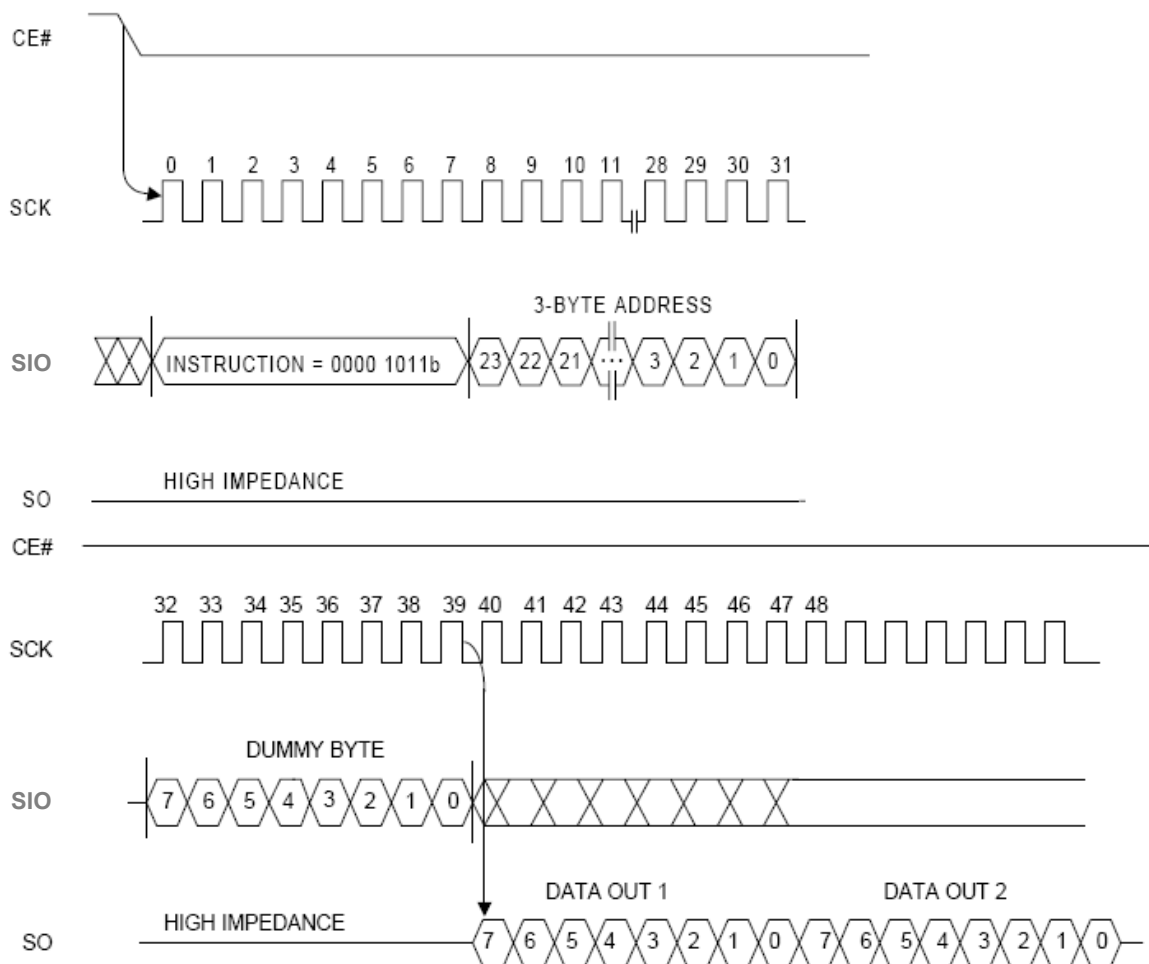 CE#
0 1 2 3 4 5 6 7 8 9 10 11 28 29 30 31
SCK
3-BYTE ADDRESS
SIO INSTRUCTION = 0000 1011b 23 22 21 ... 3 2 1 0
HIGH IMPEDANCE
SO
CE#
32 33 34 35 36 37 38 39 40 41 42 43 44 45 46 47 48
SCK
DUMMY BYTE
SIO 7 6 5 4 3 2 1 0
DATA OUT 1 DATA OUT 2
HIGH IMPEDANCE
SO 7 6 5 4 3 2 1 0 7 6 5 4 3 2 1 0